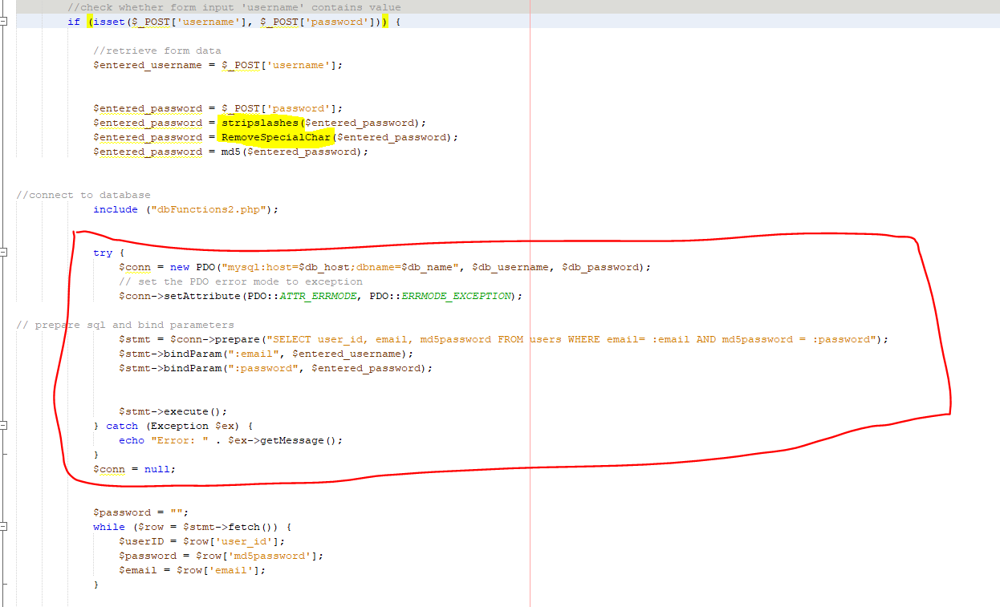 //check whether form input 'username' contains value
if (isset($_POST['username'], $_POST['password'])) {
//retrieve form data
$entered_username = $_POST['username'];
$entered_password = $_POST['password'];
$entered_password = stripslashes($entered_password);
$entered_password = RemoveSpecialChar($entered_password);
$entered_password = md5($entered_password);
//connect to database
include ("dbFunctions2.php");
try {
$conn = new PDO("mysql:host=$db_host;dbname=$db_name", $db_username, $db_password);
// set the PDO error mode to exception
$conn->setAttribute(PDO::ATTR_ERRMODE, PDO::ERRMODE_EXCEPTION);
// prepare sql and bind parameters
$stmt = $conn->prepare("SELECT user_id, email, md5password FROM users WHERE email= :email AND md5password = :password");
$stmt->bindParam(":email", $entered_username);
$stmt->bindParam(":password", $entered_password);
$stmt->execute();
} catch (Exception $ex) {
echo "Error: " . $ex->getMessage();
}
$conn = null;
$password = "";
while ($row = $stmt->fetch()) {
$userID = $row['user_id'];
$password = $row['md5password'];
$email = $row['email'];
}